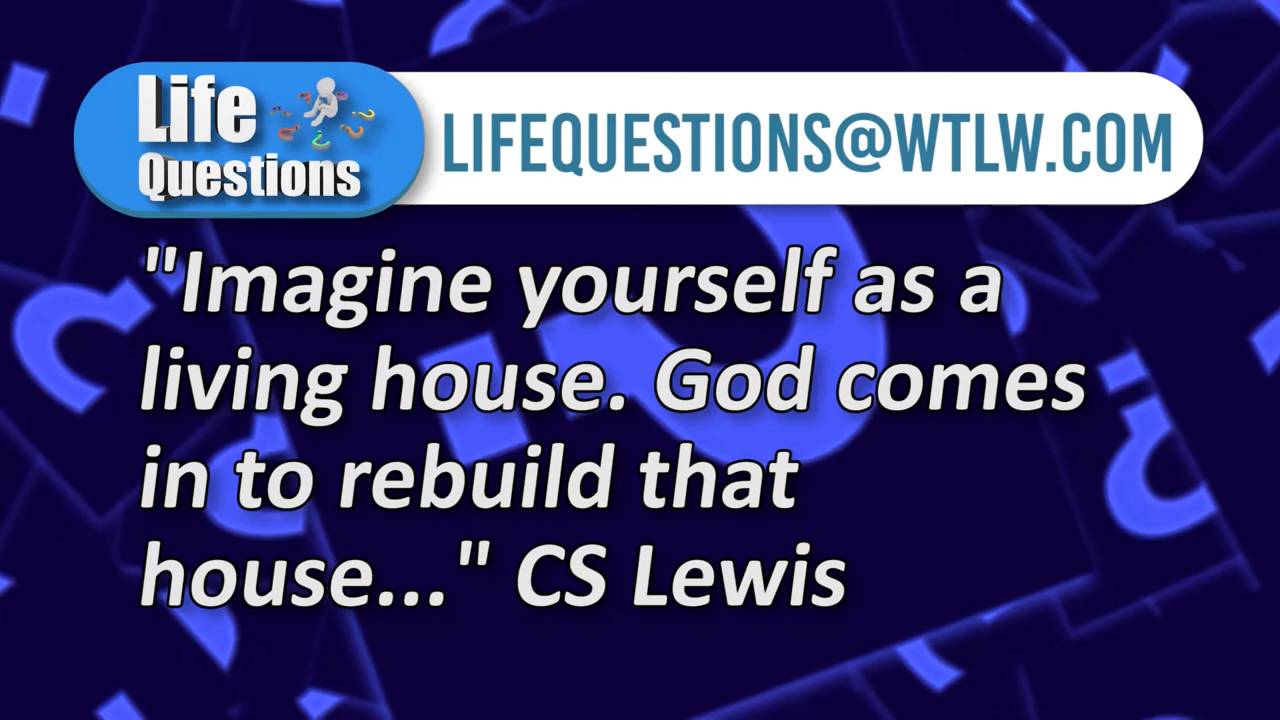 Life
Questions
LIFEQUESTIONS@WTLW.COM
"Imagine yourself as a
living house. God comes
in to rebuild that
house..." CS Lewis